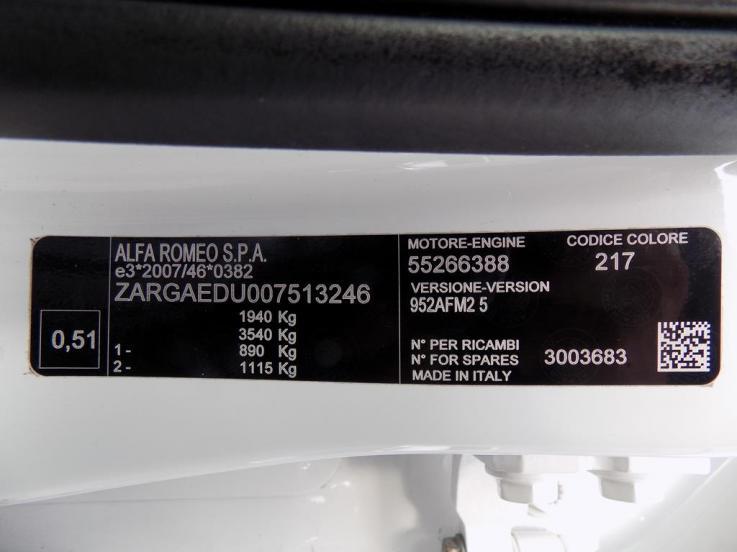 ALFA ROMEO S.P.A.
e3*2007/46*0382
ZARGAEDU007513246
1940 Kg
3540 Kg
1- 890 Kg
2- 1115 Kg
0,51
MOTORE-ENGINE
55266388
CODICE COLORE
217
VERSIONE-VERSION
952AFM2 5
N° PER RICAMBI
N° FOR SPARES 3003683
MADE IN ITALY